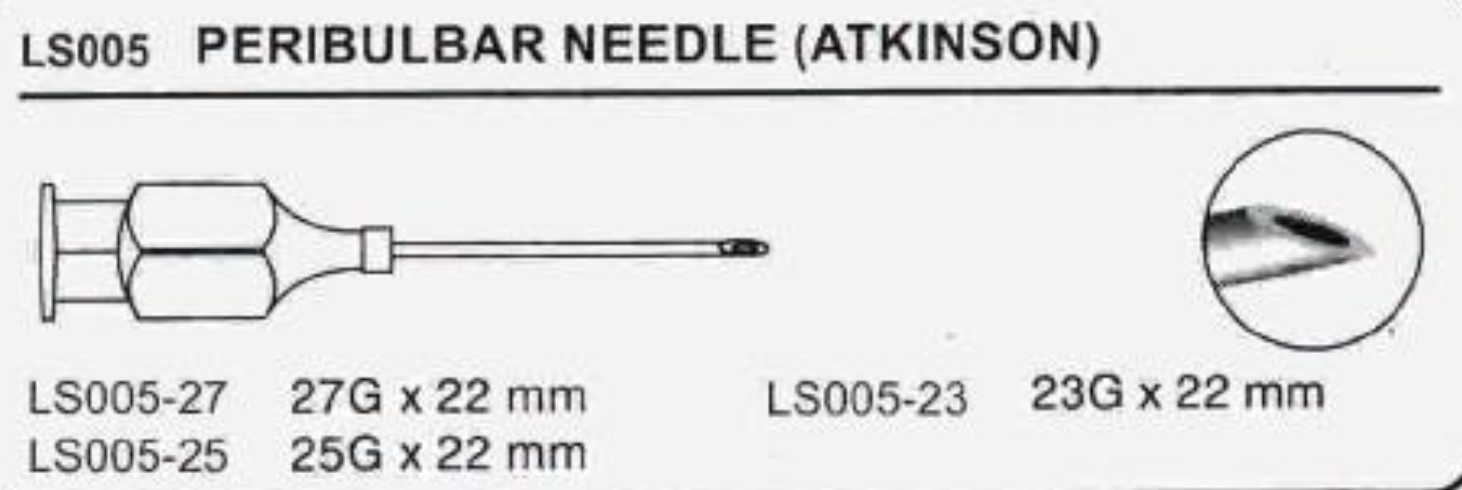 LS005 PERIBULBAR NEEDLE (ATKINSON)
LS005-27 27G x 22 mm LS005-23 23G x 22 mm
LS005-25 25G x 22 mm